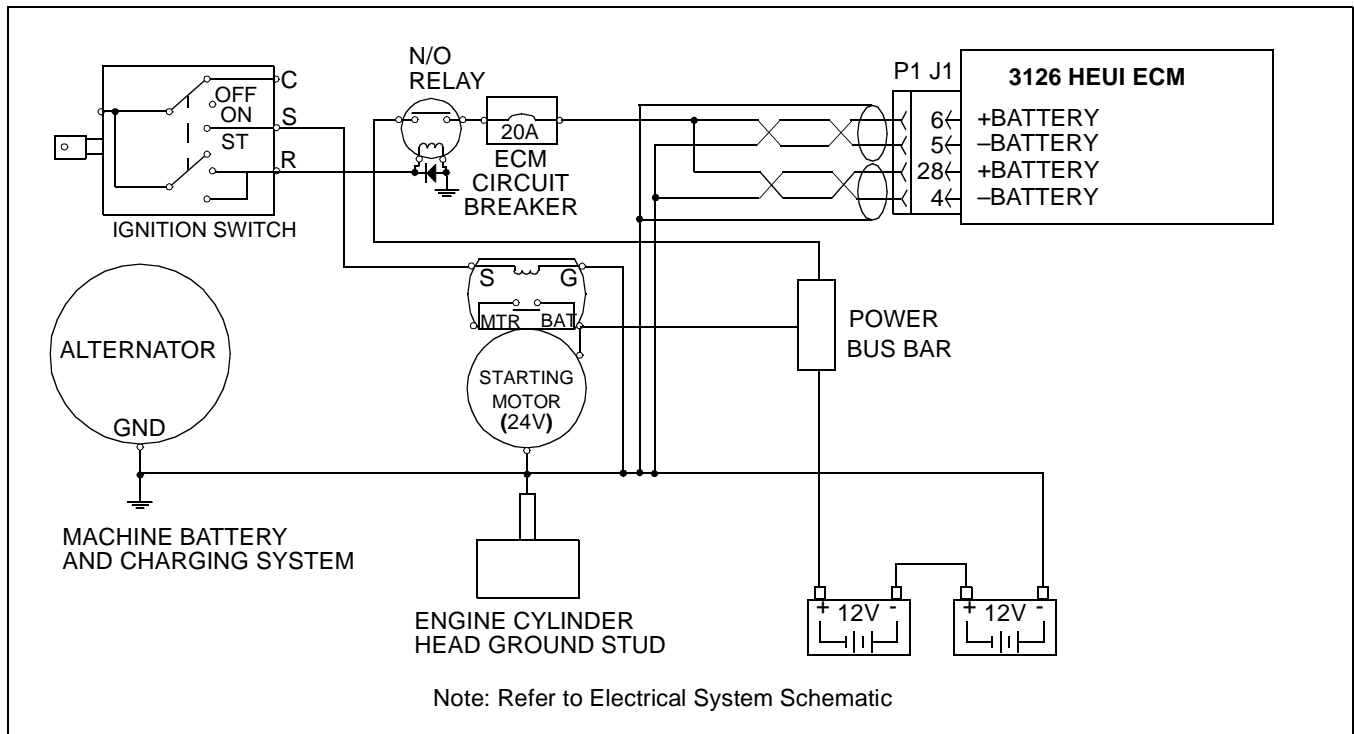 N/O
RELAY
P1 J1
3126 HEUI ECM
C
OFF
ON
S
ST
R
20A
ECM
CIRCUIT
BREAKER
6 +BATTERY
5 –BATTERY
28 +BATTERY
4 –BATTERY
IGNITION SWITCH
S G
MTR BAT
POWER
BUS BAR
ALTERNATOR
GND
STARTING
MOTOR
(24V)
MACHINE BATTERY
AND CHARGING SYSTEM
ENGINE CYLINDER
HEAD GROUND STUD
+ 12V -
+ 12V -
Note: Refer to Electrical System Schematic